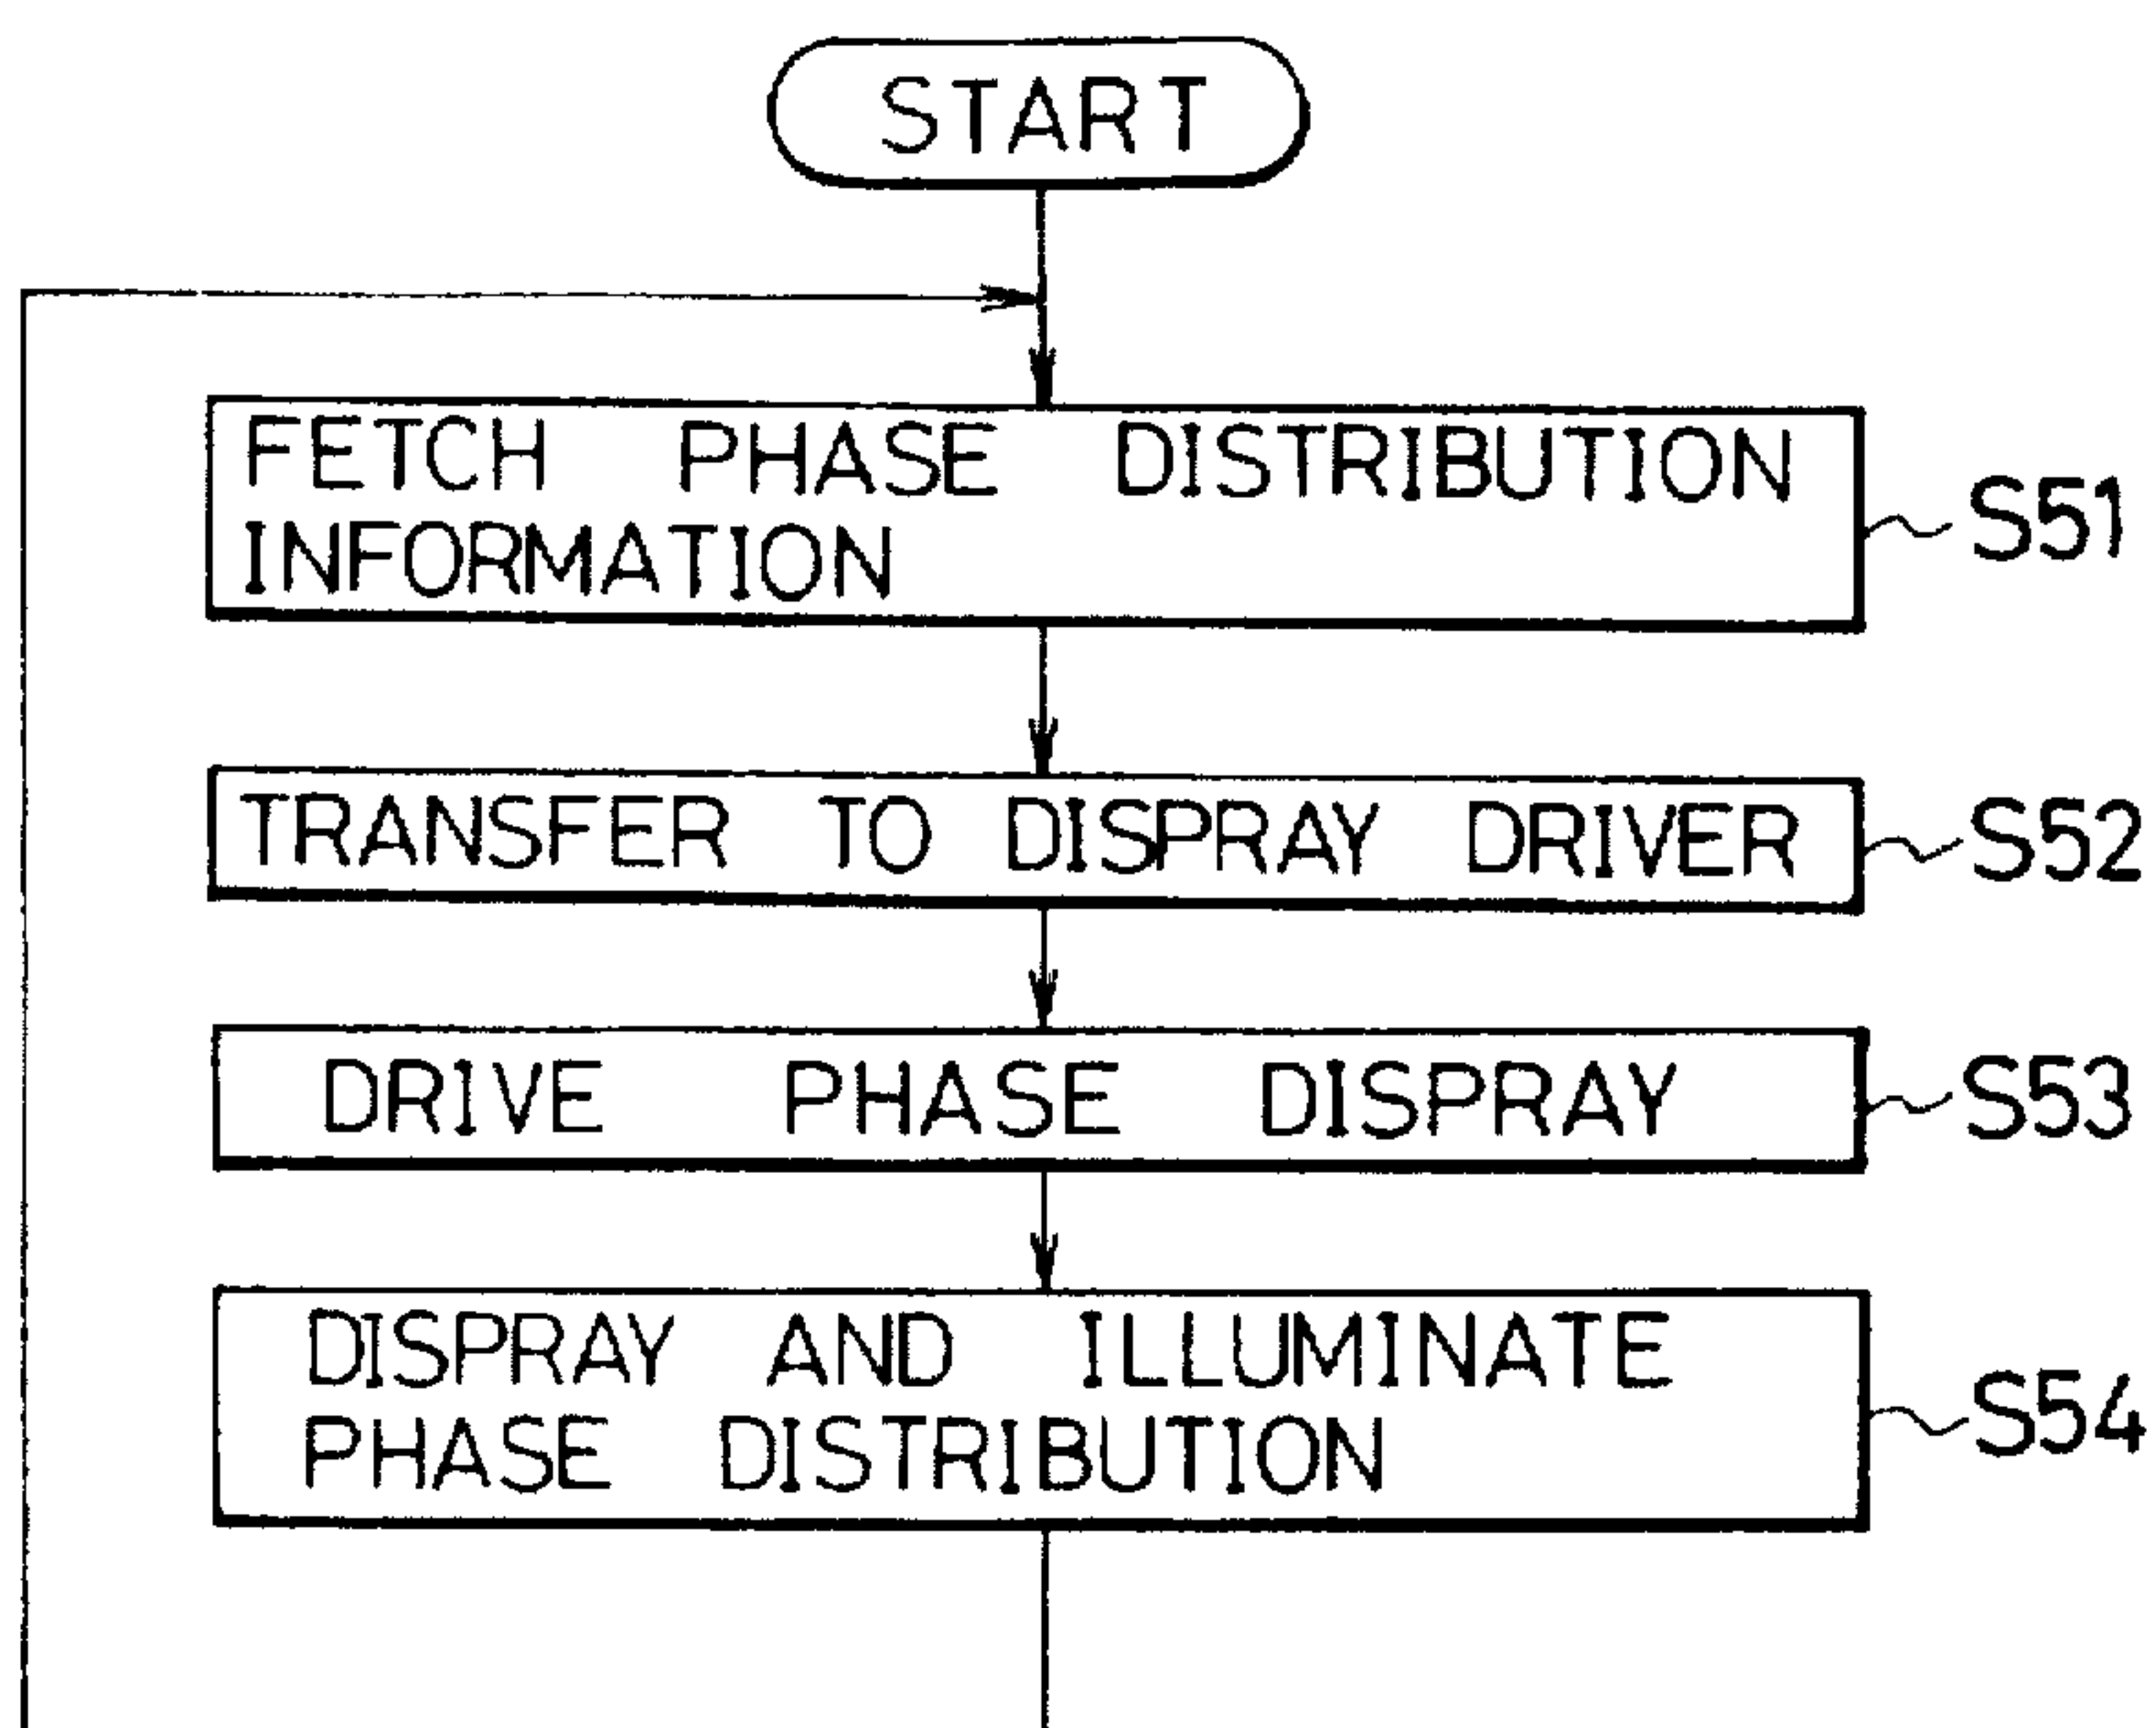 START
FETCH PHASE DISTRIBUTION
INFORMATION
S51
TRANSFER TO DISPRAY DRIVER
S52
DRIVE PHASE DISPRAY
S53
DISPRAY AND ILLUMINATE
PHASE DISTRIBUTION
S54